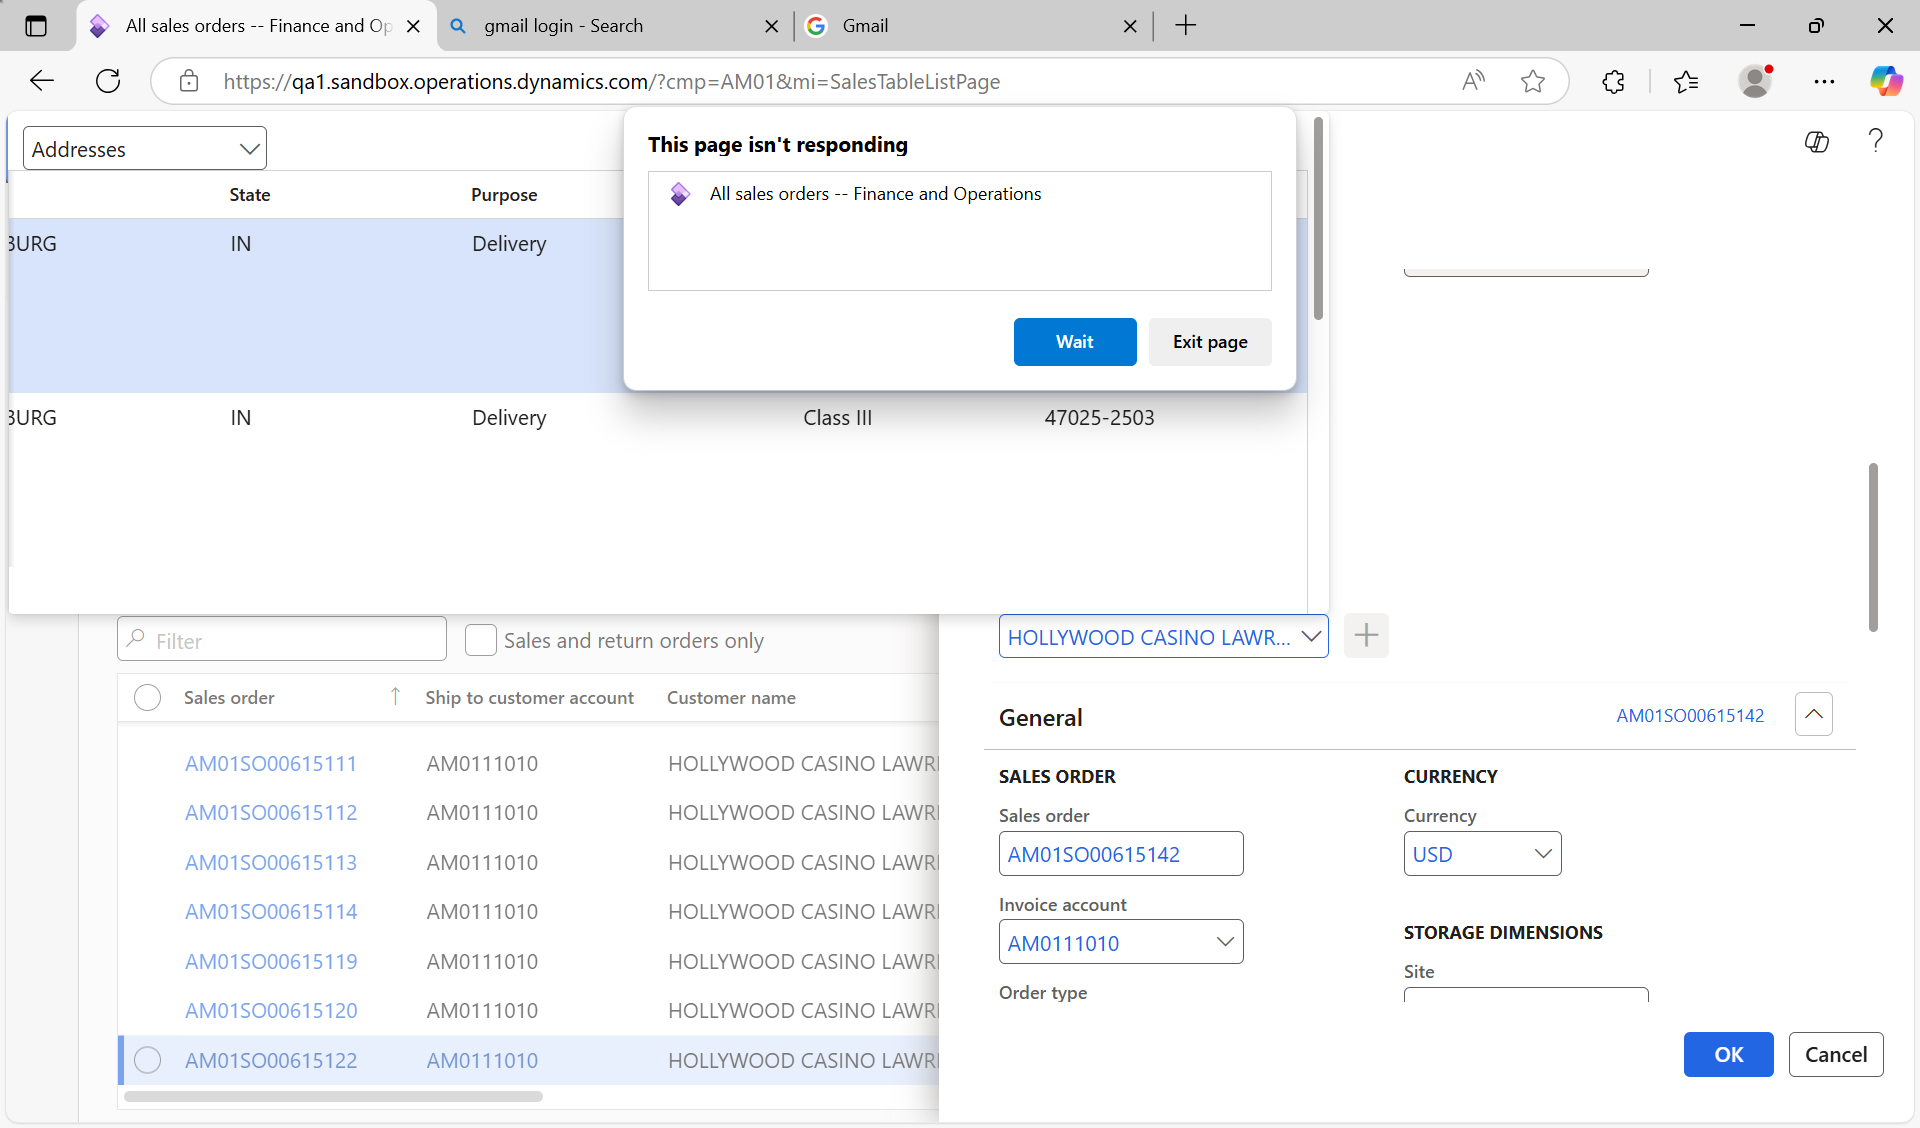 All sales orders -- Finance and Op
gmail login - Search
Gmail
https://qa1.sandbox.operations.dynamics.com/?cmp=AM01&mi=SalesTableListPage
Addresses
State
Purpose
BURG
IN
Delivery
BURG
IN
Delivery
Class III
47025-2503
This page isn't responding
All sales orders -- Finance and Operations
Wait
Exit page
?
Filter
Sales and return orders only
Sales order
Ship to customer account
Customer name
AM01SO00615111
AM0111010
HOLLYWOOD CASINO LAWR
AM01SO00615112
AM0111010
HOLLYWOOD CASINO LAWR
AM01SO00615113
AM0111010
HOLLYWOOD CASINO LAWR
AM01SO00615114
AM0111010
HOLLYWOOD CASINO LAWR
AM01SO00615119
AM0111010
HOLLYWOOD CASINO LAWR
AM01SO00615120
AM0111010
HOLLYWOOD CASINO LAWR
AM01SO00615122
AM0111010
HOLLYWOOD CASINO LAWR
HOLLYWOOD CASINO LAWR...
General
AM01SO00615142
SALES ORDER
Sales order
AM01SO00615142
Invoice account
AM0111010
Order type
CURRENCY
Currency
USD
STORAGE DIMENSIONS
Site
OK
Cancel